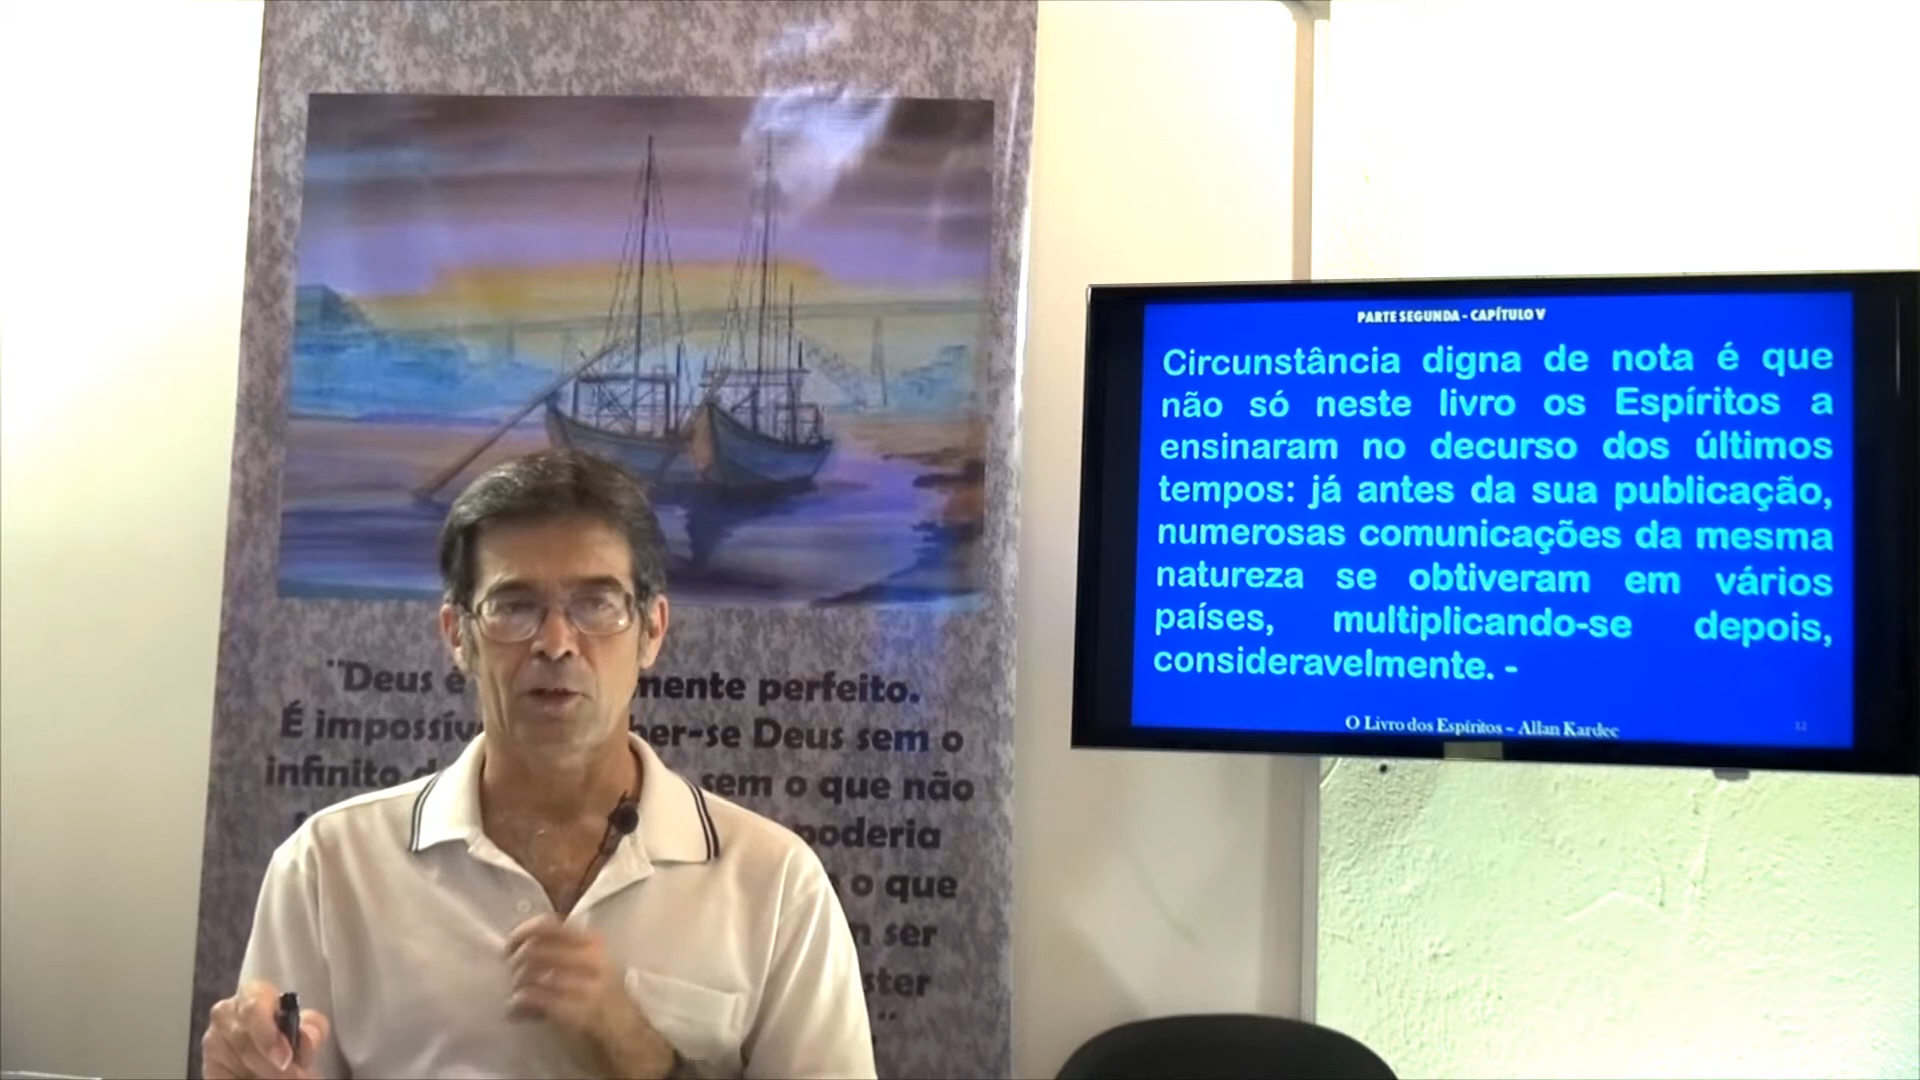 ¨Deus é mente perfeito.
É impossív ber-se Deus sem o
infinito d sem o que não
poderia
o que
ser
ster
¨
PARTE SEGUNDA - CAPÍTULO V
Circunstância digna de nota é que
não só neste livro os Espíritos a
ensinaram no decurso dos últimos
tempos: já antes da sua publicação,
numerosas comunicações da mesma
natureza se obtiveram em vários
países, multiplicando-se depois,
consideravelmente. -
O Livro dos Espíritos – Allan Kardec
12